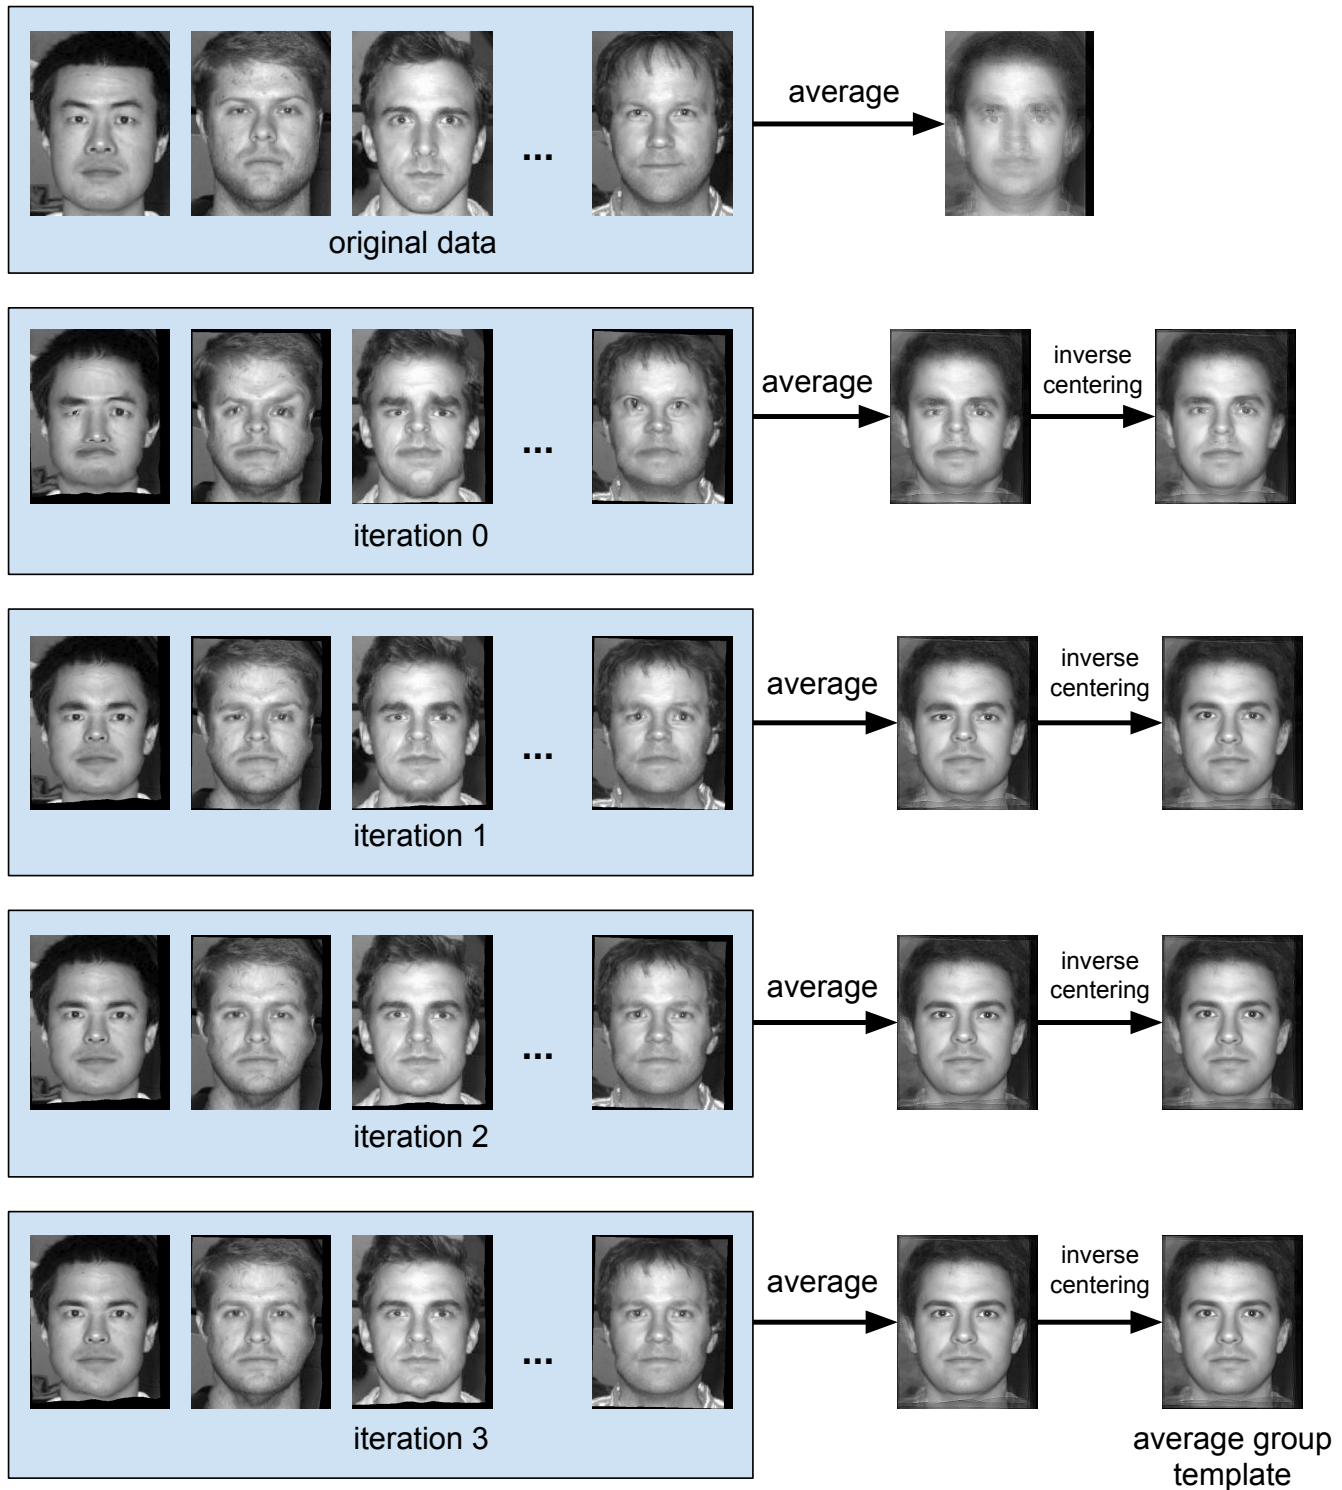 average
...
original data
average
inverse
centering
...
iteration 0
average
inverse
centering
...
iteration 1
average
inverse
centering
...
iteration 2
average
inverse
centering
...
iteration 3
average group
template